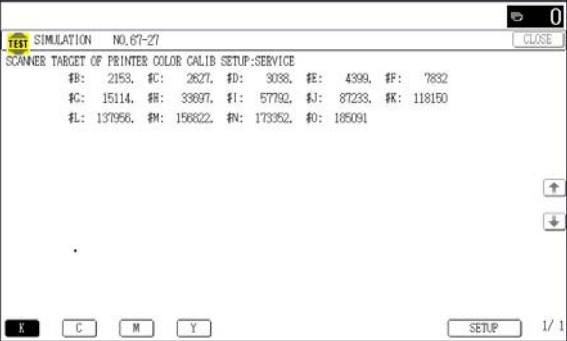 0
TEST SIMULATION NO.67-27 CLOSE
SCANNER TARGET OF PRINTER COLOR CALIB SETUP:SERVICE
#B: 2153, #C: 2627, #D: 3038, #E: 4399, #F: 7832
#G: 15114, #H: 33697, #I: 57792, #J: 87233, #K: 118150
#L: 137956, #M: 156822, #N: 173352, #O: 185091
K C M Y SETUP 1/ 1